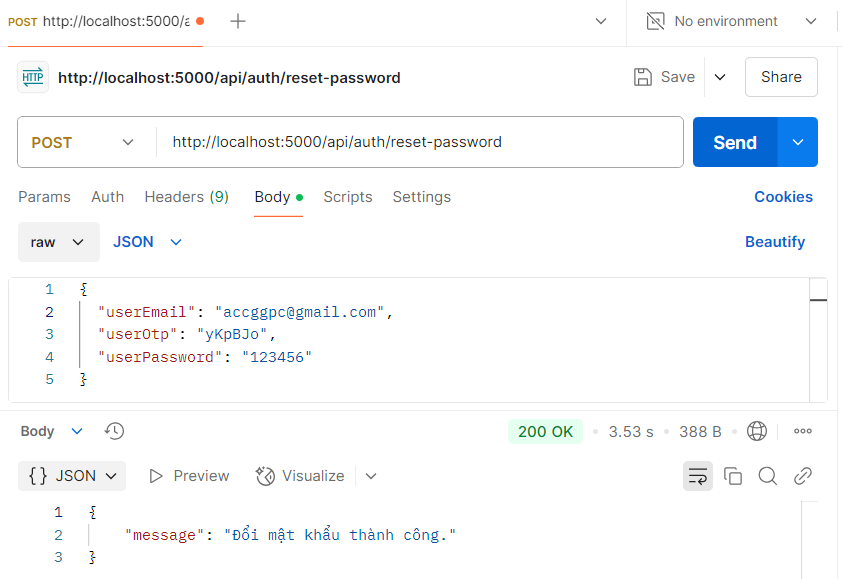 POST http://localhost:5000/a
No environment
HTTP http://localhost:5000/api/auth/reset-password
Save
Share
POST
http://localhost:5000/api/auth/reset-password
Send
Params Auth Headers (9) Body Scripts Settings Cookies
raw JSON Beautify
1 {
2 "userEmail": "accggpc@gmail.com",
3 "userOtp": "yKpBJo",
4 "userPassword": "123456"
5 }
Body 200 OK 3.53 s 388 B
{} JSON Preview Visualize
1 {
2 "message": "Đổi mật khẩu thành công."
3 }